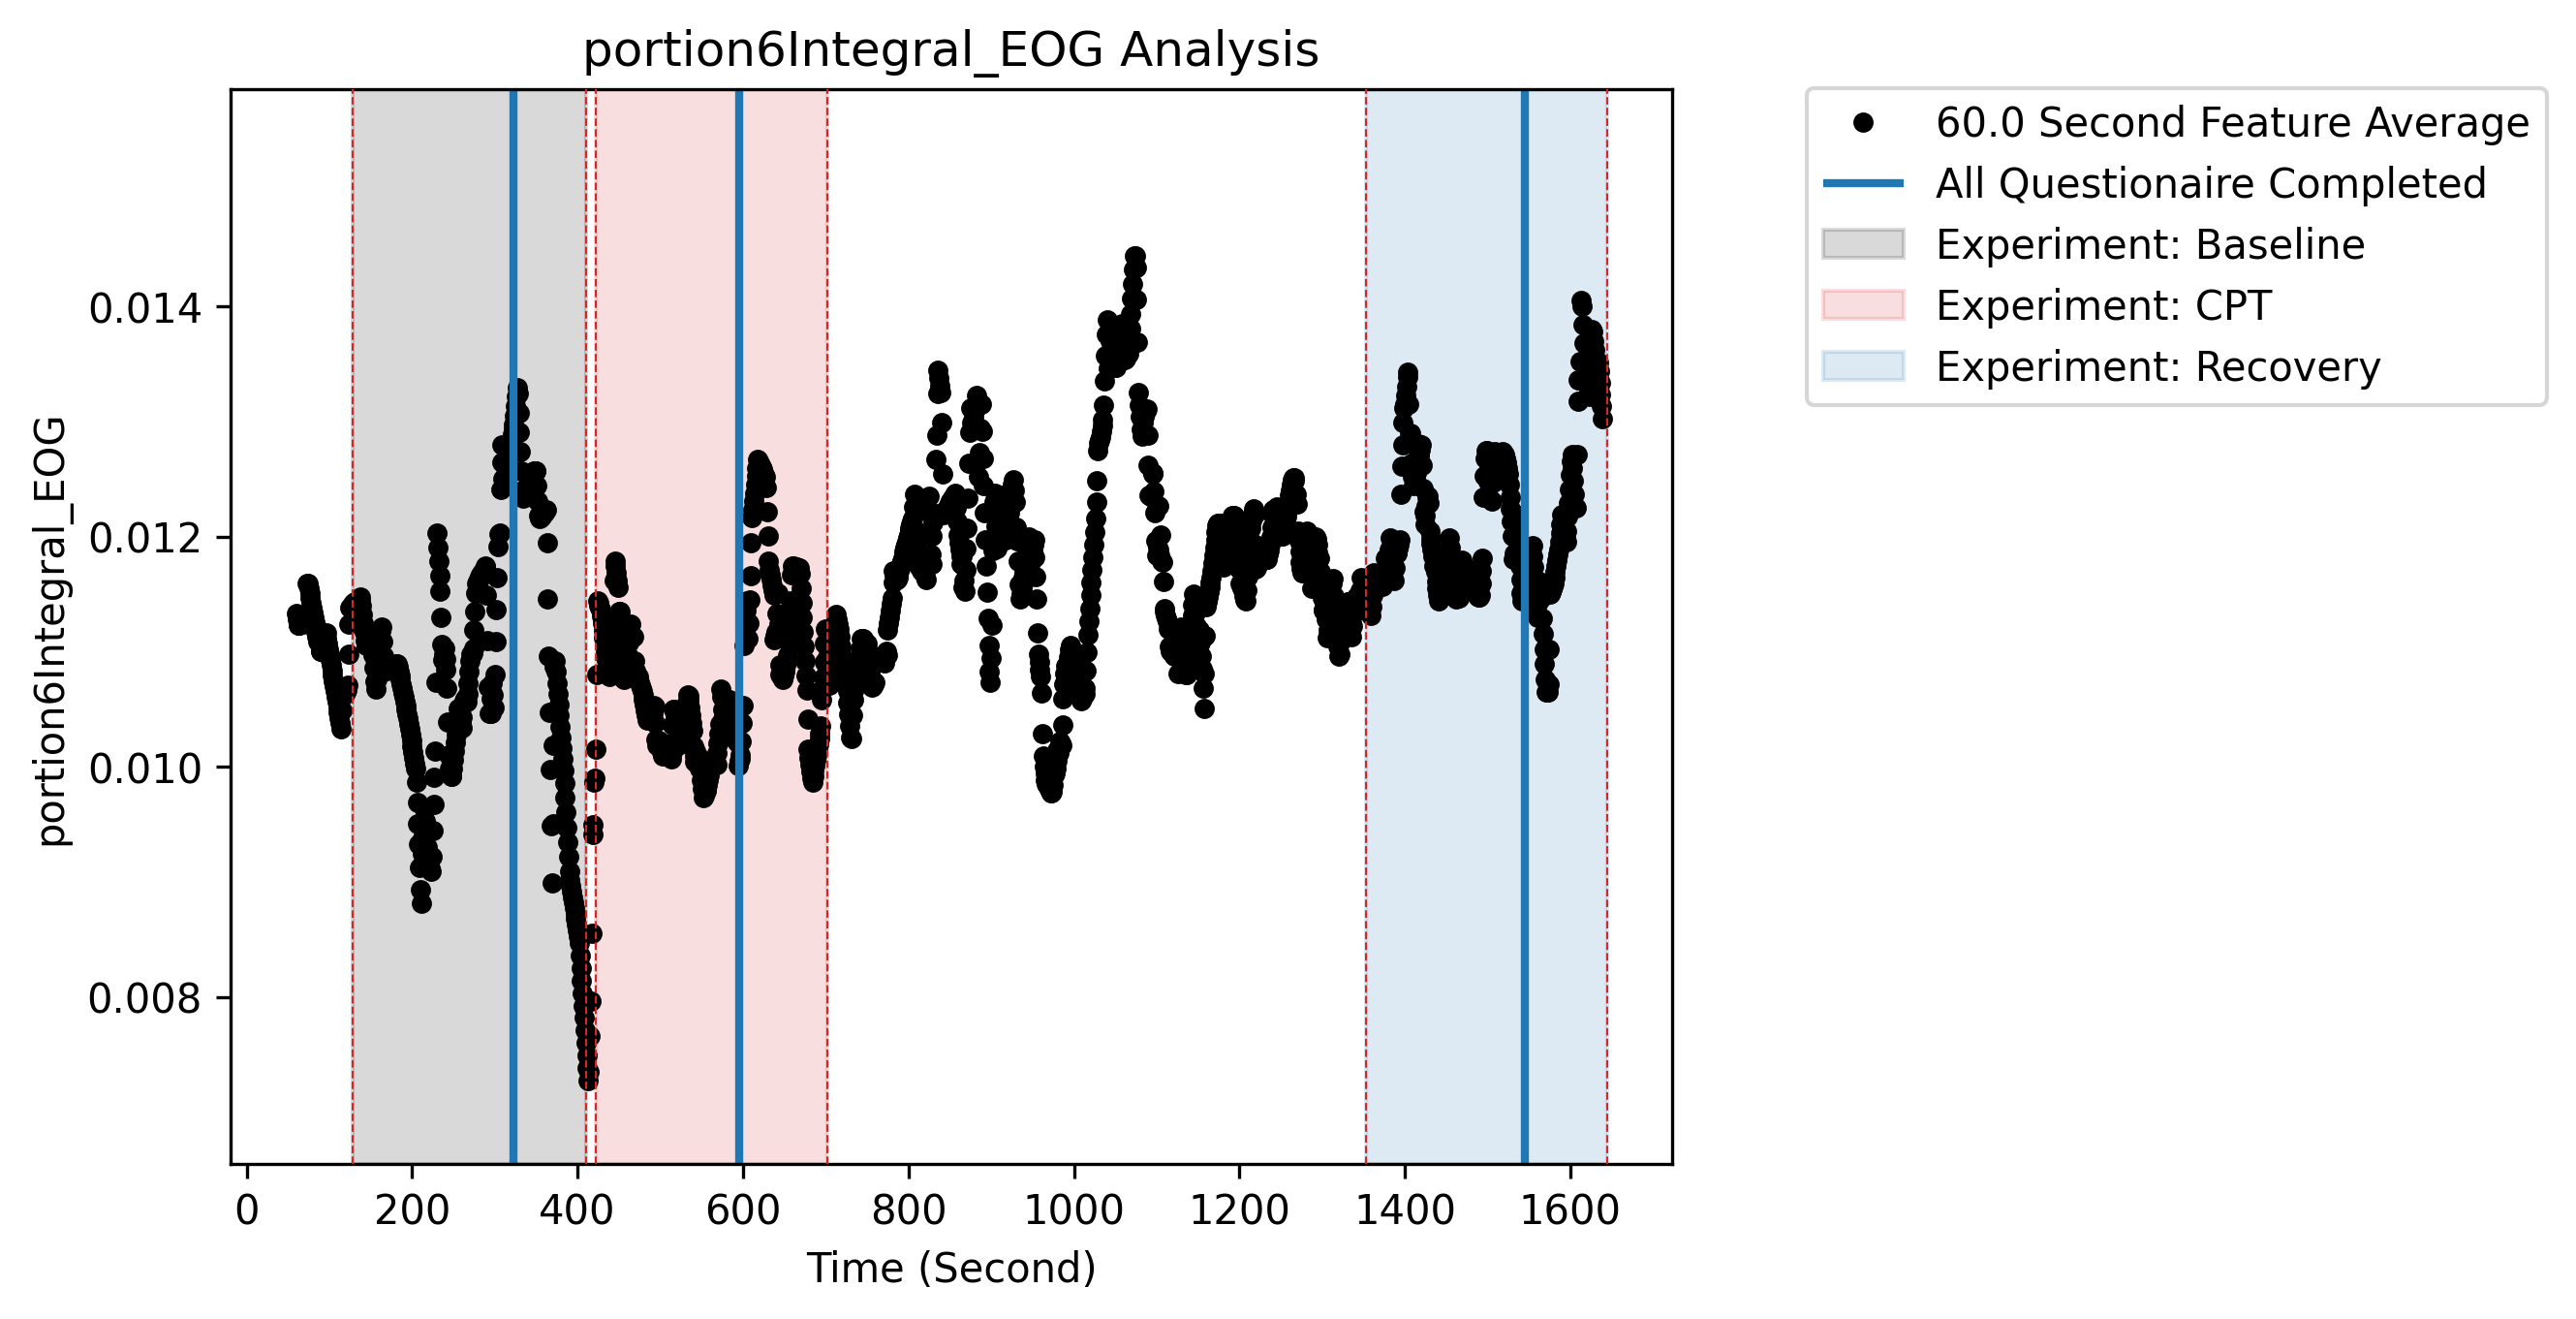 portion6Integral_EOG Analysis
60.0 Second Feature Average
All Questionaire Completed
Experiment: Baseline
Experiment: CPT
Experiment: Recovery
portion6Integral_EOG
0.014
0.012
0.010
0.008
0 200 400 600 800 1000 1200 1400 1600
Time (Second)